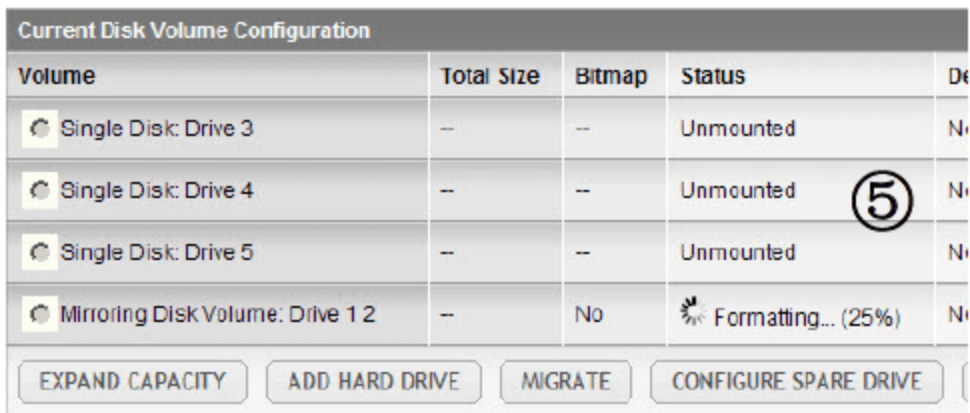 Current Disk Volume Configuration
Volume Total Size Bitmap Status
Single Disk: Drive 3 -- -- Unmounted
Single Disk: Drive 4 -- -- Unmounted
⑤
Single Disk: Drive 5 -- -- Unmounted
Mirroring Disk Volume: Drive 1 2 -- No Formatting... (25%)
EXPAND CAPACITY ADD HARD DRIVE MIGRATE CONFIGURE SPARE DRIVE